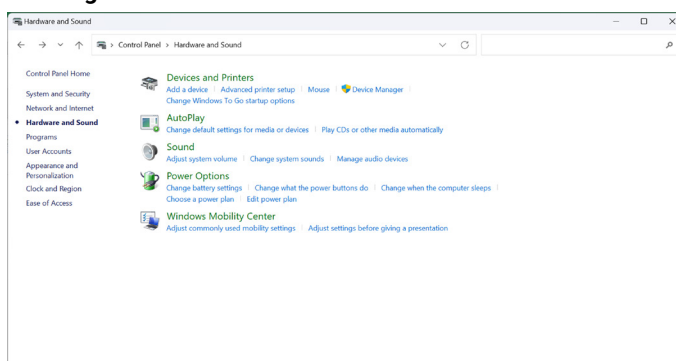 Hardware and Sound
Control Panel > Hardware and Sound
Control Panel Home
System and Security
Network and Internet
Hardware and Sound
Programs
User Accounts
Appearance and
Personalization
Clock and Region
Ease of Access
Devices and Printers
Add a device Advanced printer setup Mouse Device Manager
Change Windows To Go startup options
AutoPlay
Change default settings for media or devices Play CDs or other media automatically
Sound
Adjust system volume Change system sounds Manage audio devices
Power Options
Change battery settings Change what the power buttons do Change when the computer sleeps
Choose a power plan Edit power plan
Windows Mobility Center
Adjust commonly used mobility settings Adjust settings before giving a presentation